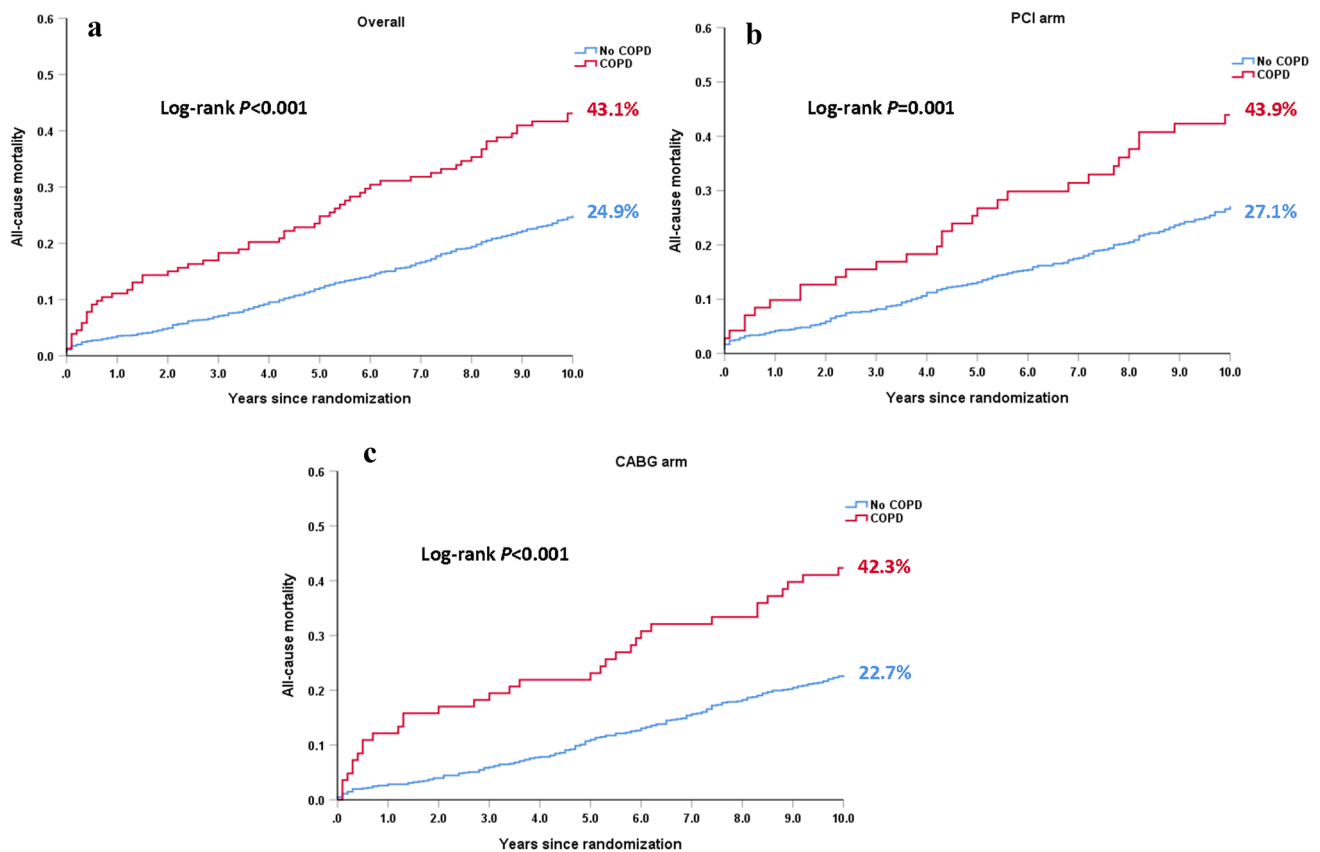 a
Overall
No COPD
COPD
Log-rank P<0.001
43.1%
24.9%
0.6
0.5
0.4
0.3
0.2
0.1
0.0
All-cause mortality
.0 1.0 2.0 3.0 4.0 5.0 6.0 7.0 8.0 9.0 10.0
Years since randomization
b
PCI arm
No COPD
COPD
Log-rank P=0.001
43.9%
27.1%
0.6
0.5
0.4
0.3
0.2
0.1
0.0
All-cause mortality
.0 1.0 2.0 3.0 4.0 5.0 6.0 7.0 8.0 9.0 10.0
Years since randomization
c
CABG arm
No COPD
COPD
Log-rank P<0.001
42.3%
22.7%
0.6
0.5
0.4
0.3
0.2
0.1
0.0
All-cause mortality
.0 1.0 2.0 3.0 4.0 5.0 6.0 7.0 8.0 9.0 10.0
Years since randomization